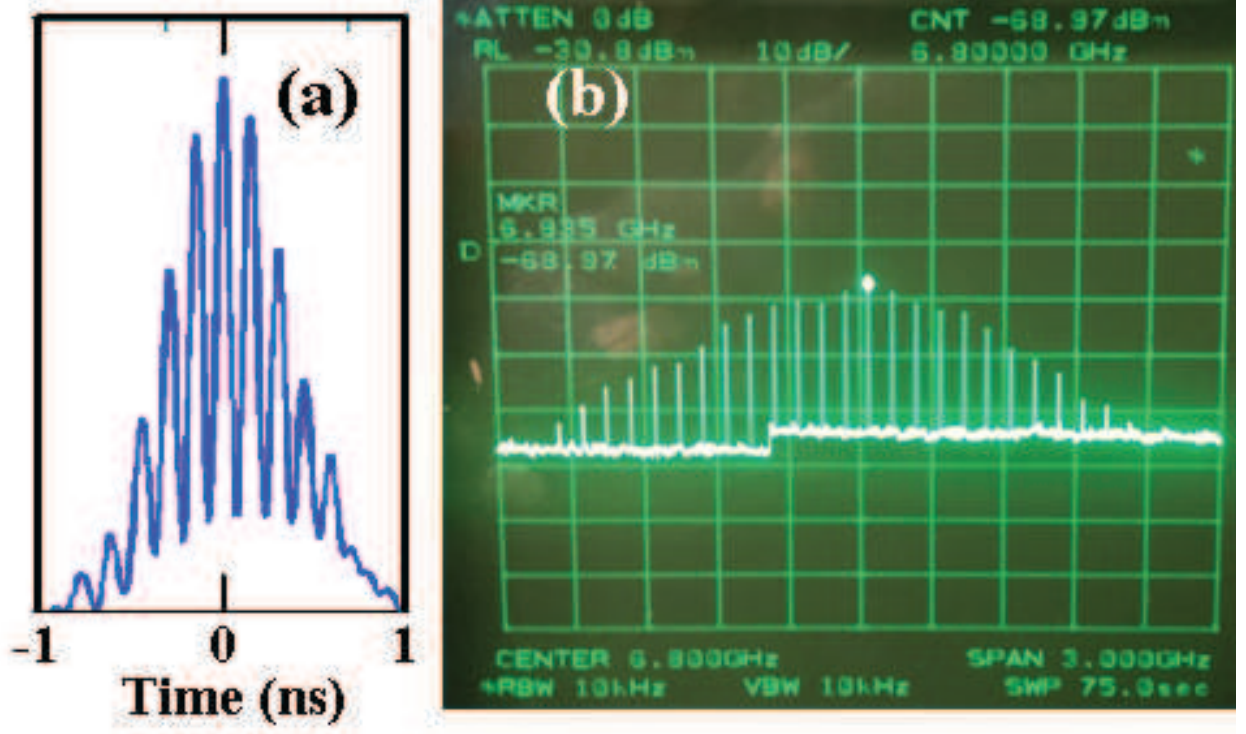 (a)
-1 0 1
Time (ns)
*ATTEN 0dB CNT -68.97dBm
RL -30.8dBm 10dB/ 6.80000 GHz
(b)
*
MKR
6.935 GHz
D
-68.97 dBm
CENTER 6.800GHz SPAN 3.000GHz
*RBW 10kHz VBW 10kHz SWP 75.0sec